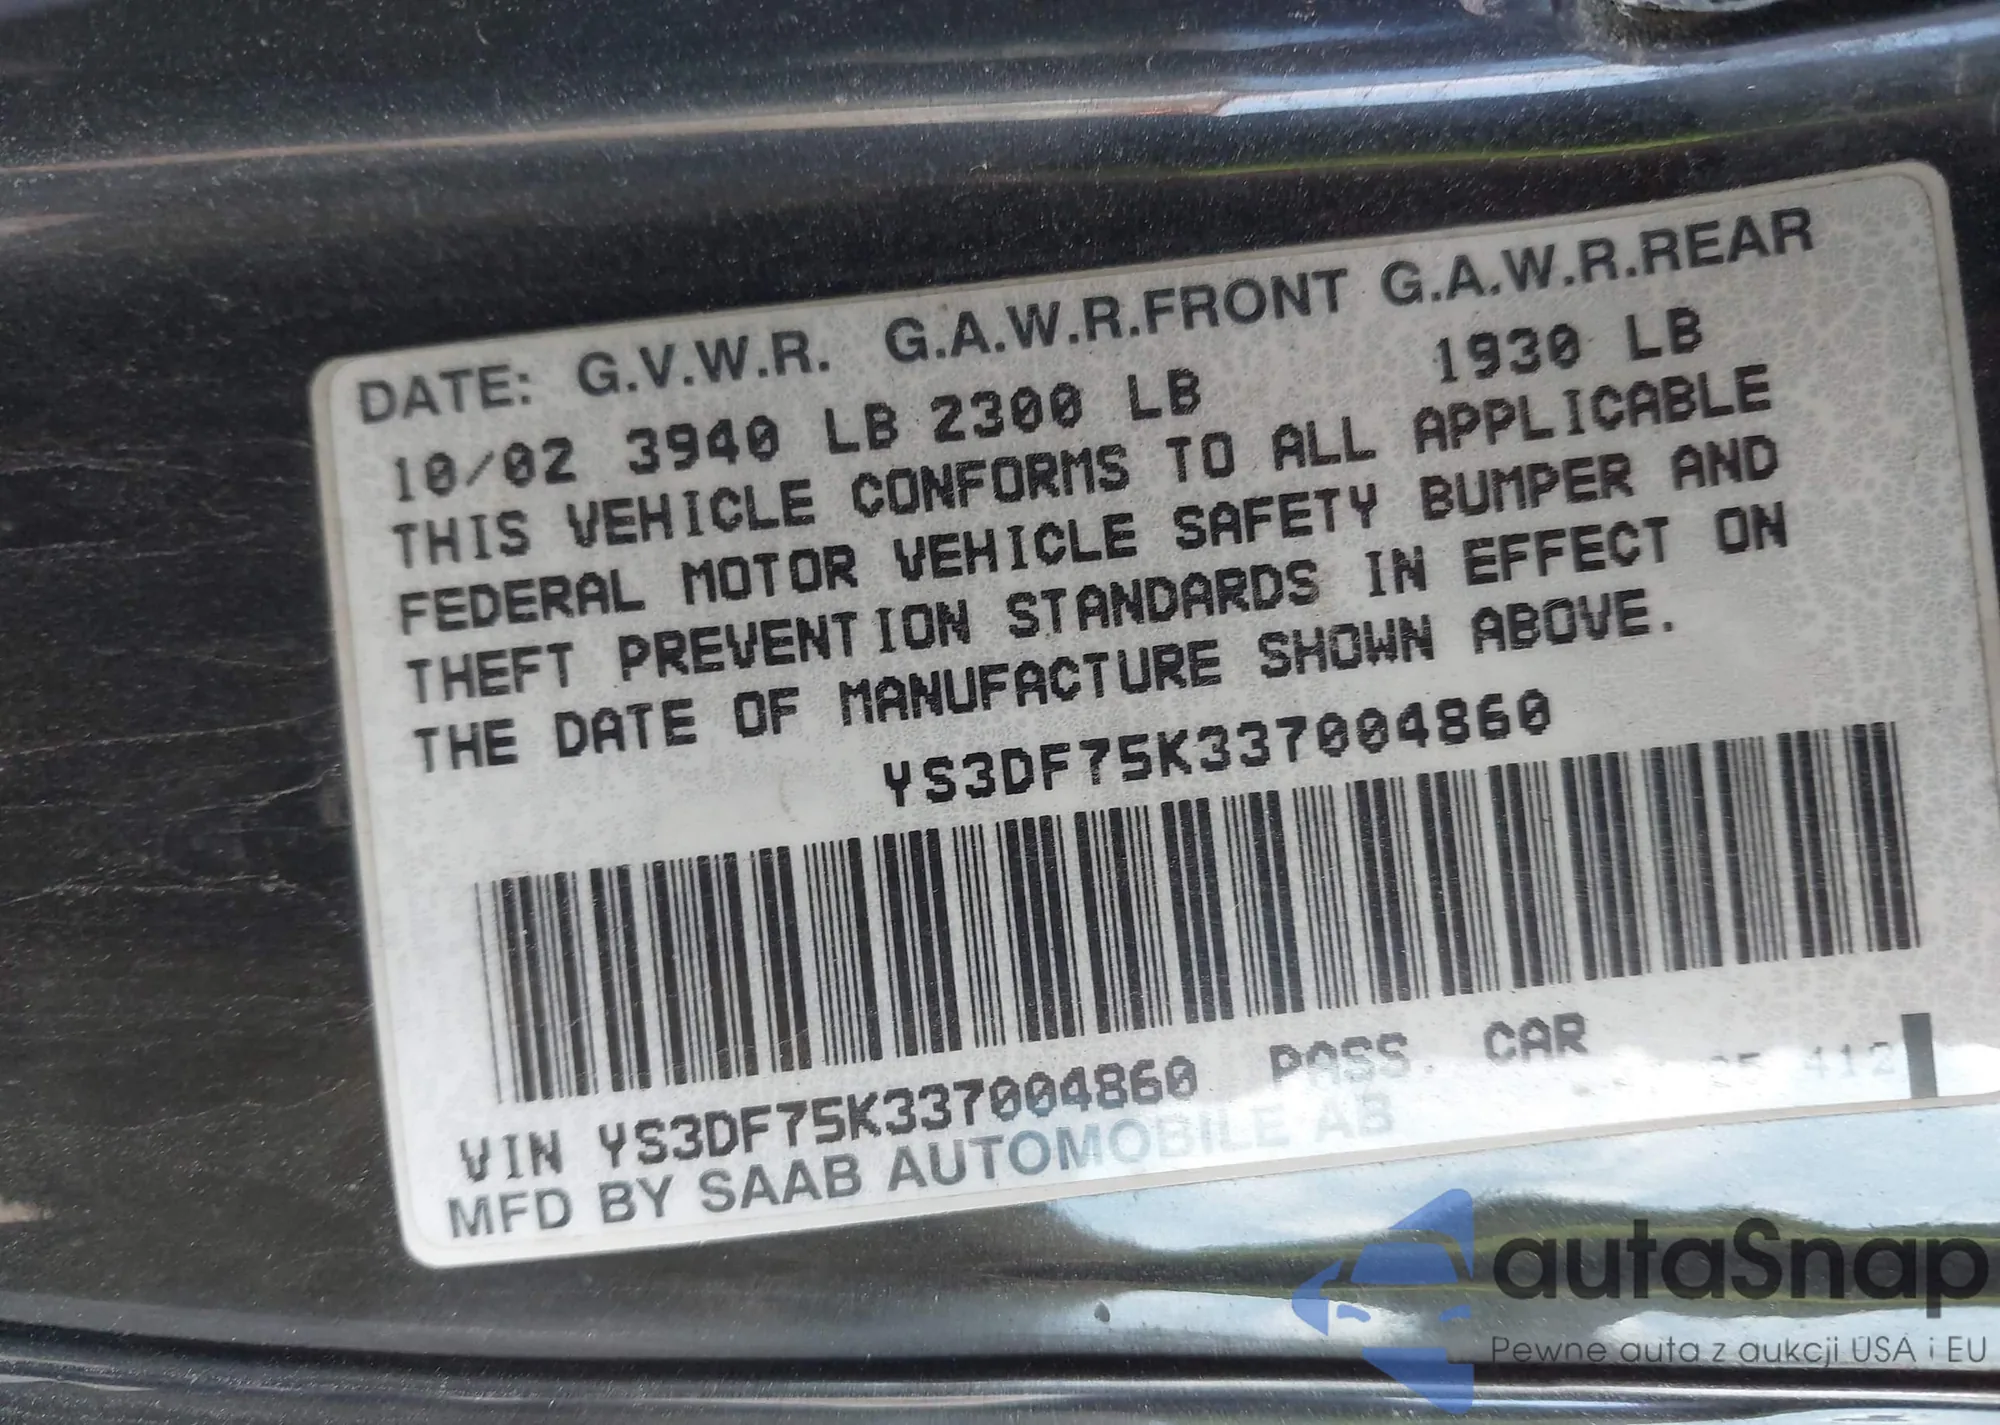 DATE: G.V.W.R. G.A.W.R.FRONT G.A.W.R.REAR
10/02 3940 LB 2300 LB 1930 LB
THIS VEHICLE CONFORMS TO ALL APPLICABLE
FEDERAL MOTOR VEHICLE SAFETY BUMPER AND
THEFT PREVENTION STANDARDS IN EFFECT ON
THE DATE OF MANUFACTURE SHOWN ABOVE.
YS3DF75K337004860
VIN YS3DF75K337004860 PASS. CAR
MFD BY SAAB AUTOMOBILE AB
autaSnap
Pewne auta z aukcji USA i EU